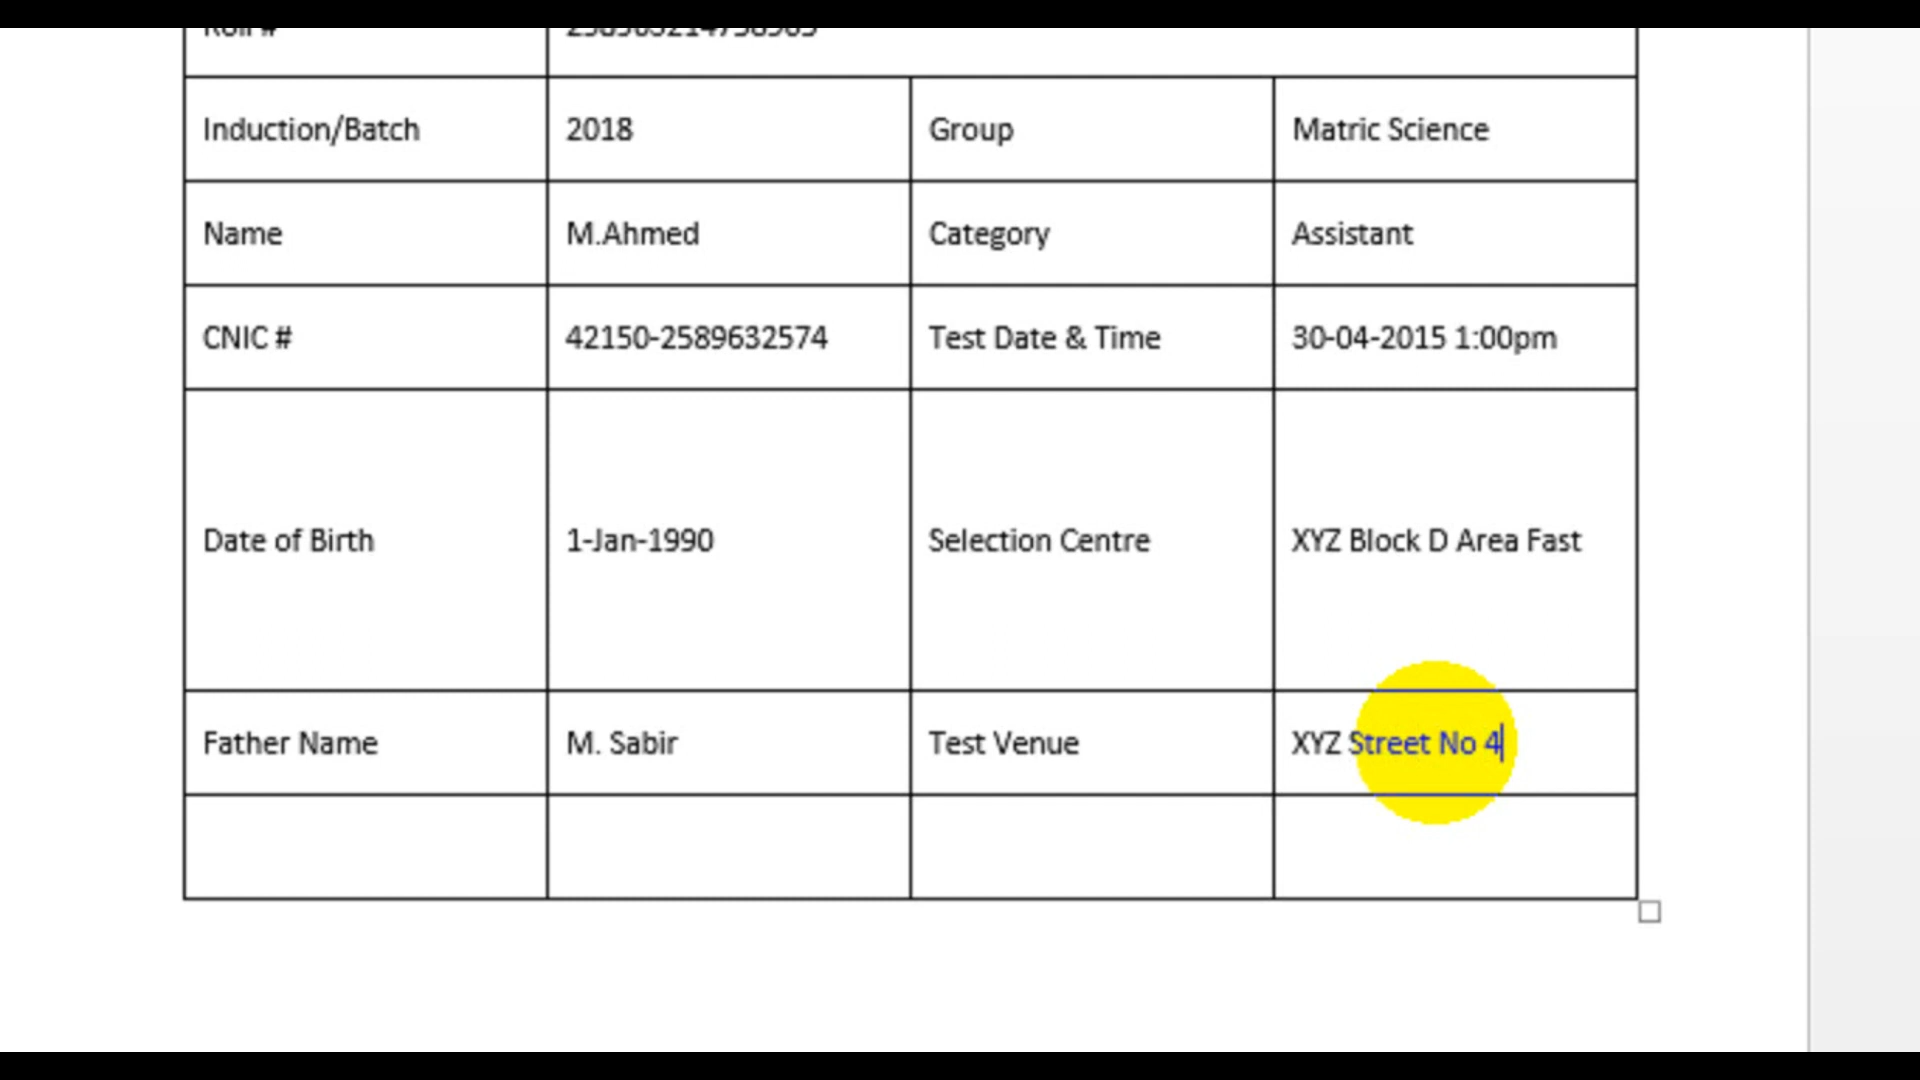 Roll #
Induction/Batch 2018 Group Matric Science
Name M.Ahmed Category Assistant
CNIC # 42150-2589632574 Test Date & Time 30-04-2015 1:00pm
Date of Birth 1-Jan-1990 Selection Centre XYZ Block D Area Fast
Father Name M. Sabir Test Venue XYZ Street No 4